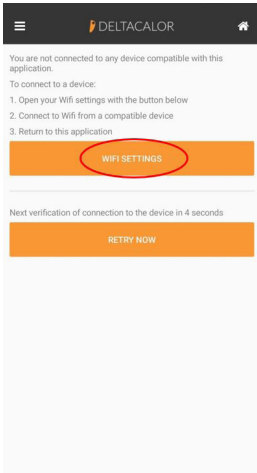 DELTACALOR
You are not connected to any device compatible with this
application.
To connect to a device:
1. Open your Wifi settings with the button below
2. Connect to Wifi from a compatible device
3. Return to this application
WIFI SETTINGS
Next verification of connection to the device in 4 seconds
RETRY NOW